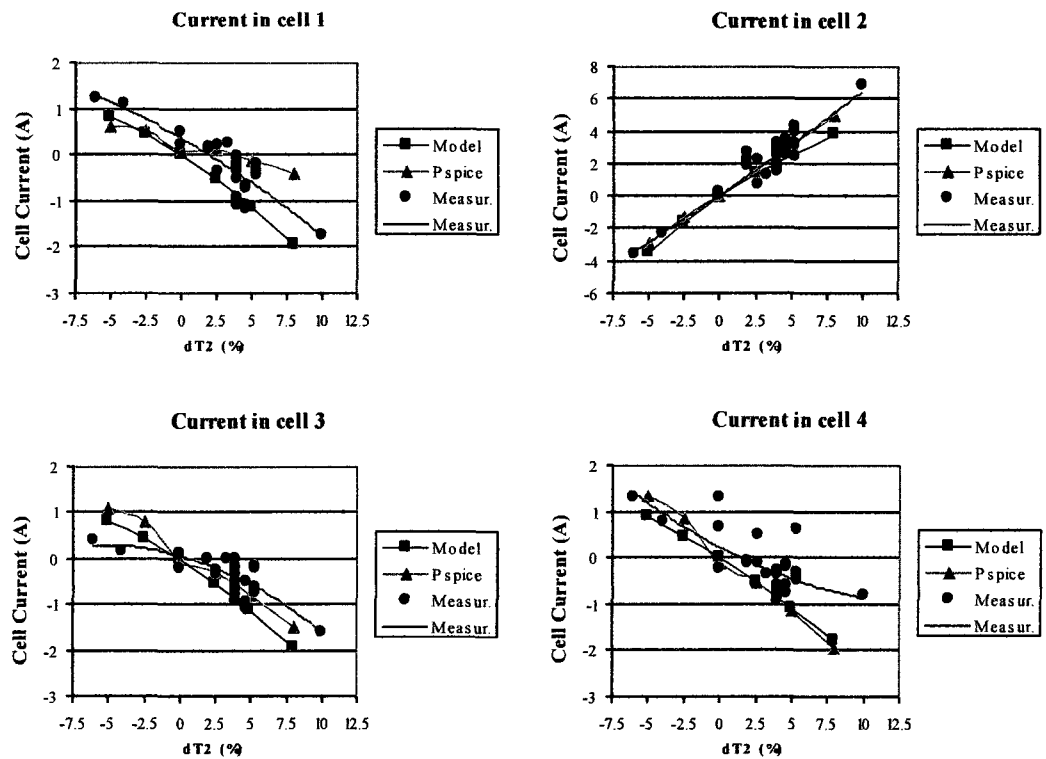 Current in cell 1
Cell Current (A)
2
1
0
-1
-2
-3
-7.5 -5 -2.5 0 2.5 5 7.5 10 12.5
dT2 (%)
Model
Pspice
Measur.
Measur.
Current in cell 2
Cell Current (A)
8
6
4
2
0
-2
-4
-6
-7.5 -5 -2.5 0 2.5 5 7.5 10 12.5
dT2 (%)
Model
Pspice
Measur.
Measur.
Current in cell 3
Cell Current (A)
2
1
0
-1
-2
-3
-7.5 -5 -2.5 0 2.5 5 7.5 10 12.5
dT2 (%)
Model
Pspice
Measur.
Measur.
Current in cell 4
Cell Current (A)
2
1
0
-1
-2
-3
-7.5 -5 -2.5 0 2.5 5 7.5 10 12.5
dT2 (%)
Model
Pspice
Measur.
Measur.